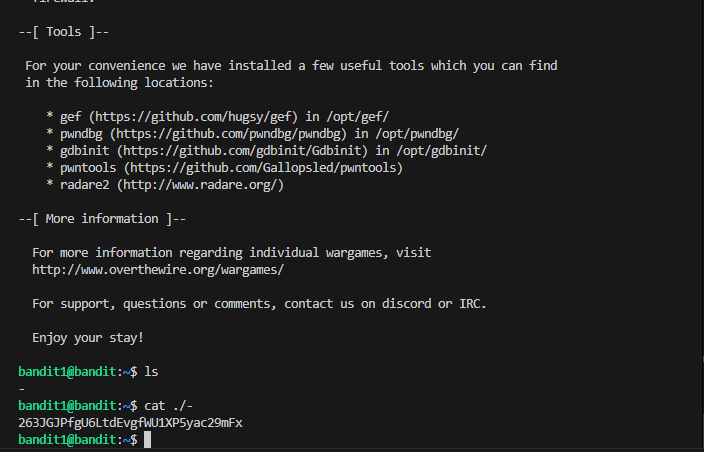 firewall.
--[ Tools ]--
For your convenience we have installed a few useful tools which you can find
in the following locations:
* gef (https://github.com/hugsy/gef) in /opt/gef/
* pwndbg (https://github.com/pwndbg/pwndbg) in /opt/pwndbg/
* gdbinit (https://github.com/gdbinit/Gdbinit) in /opt/gdbinit/
* pwntools (https://github.com/Gallopsled/pwntools)
* radare2 (http://www.radare.org/)
--[ More information ]--
For more information regarding individual wargames, visit
http://www.overthewire.org/wargames/
For support, questions or comments, contact us on discord or IRC.
Enjoy your stay!
bandit1@bandit:~$ ls
-
bandit1@bandit:~$ cat ./-
263JGJPfgU6LtdEvgfWU1XP5yac29mFx
bandit1@bandit:~$